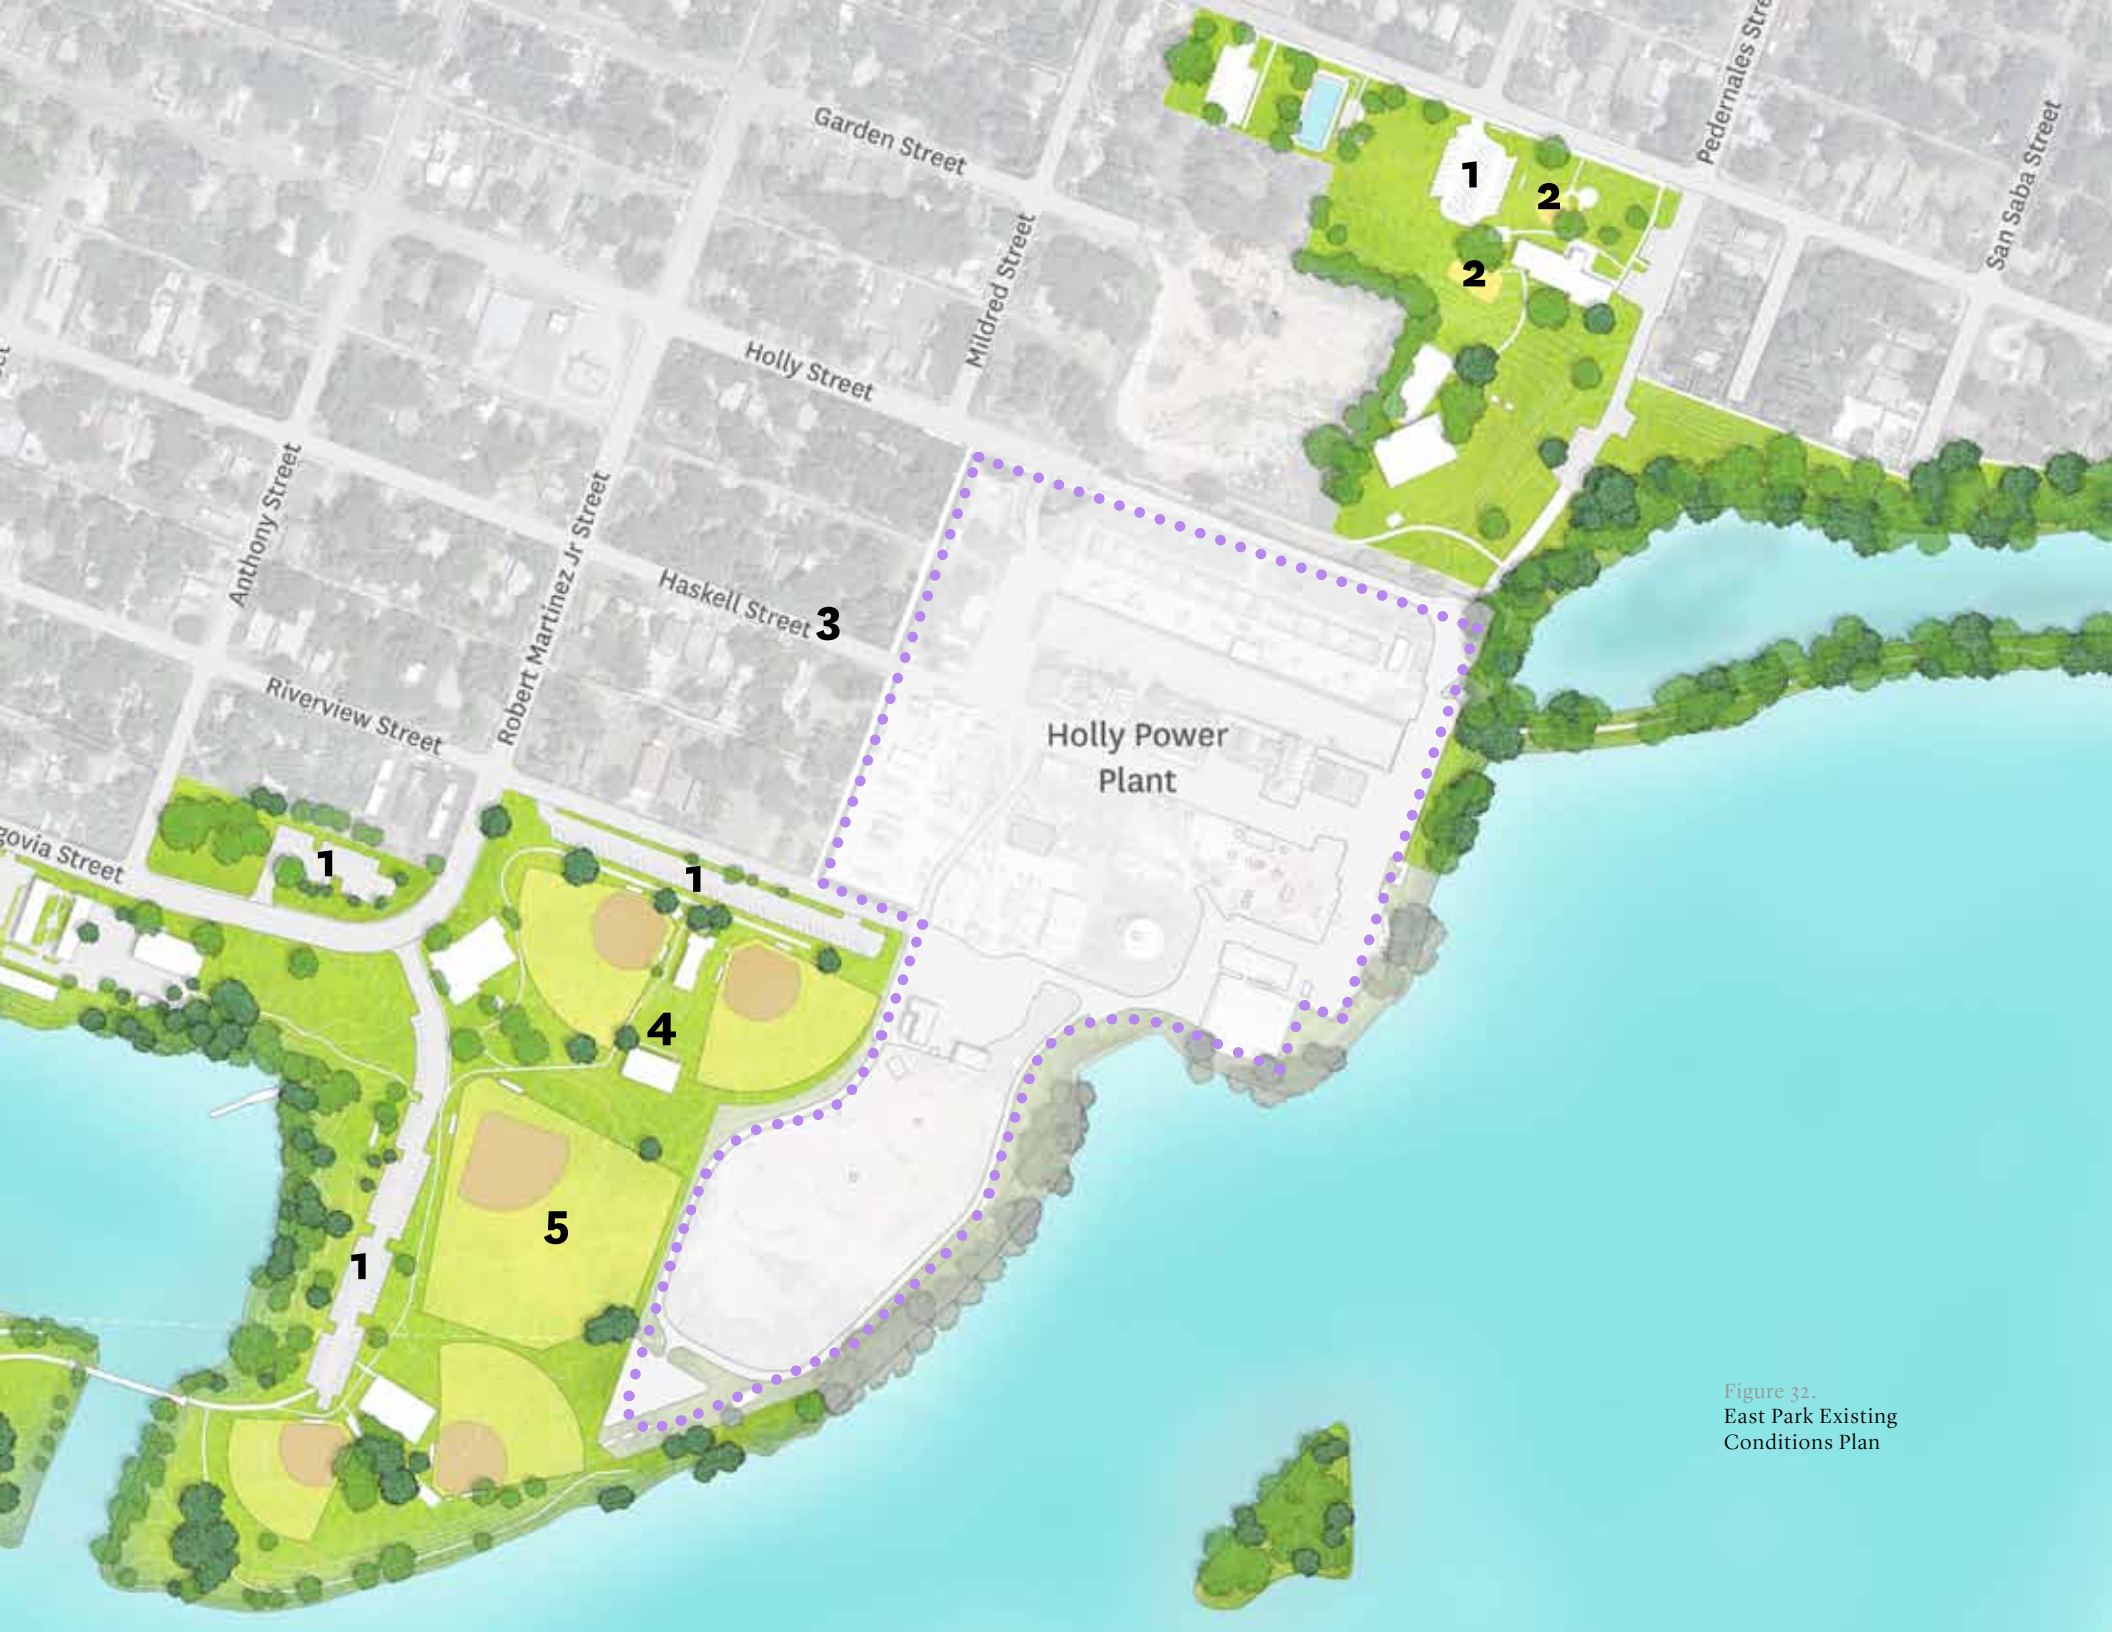 Pedernales Stre
Garden Street
San Saba Street
1
2
2
Mildred Street
Holly Street
Anthony Street
Robert Martinez Jr Street
Haskell Street
3
Holly Power
Plant
Riverview Street
govia Street
1
1
4
5
1
Figure 32.
East Park Existing
Conditions Plan